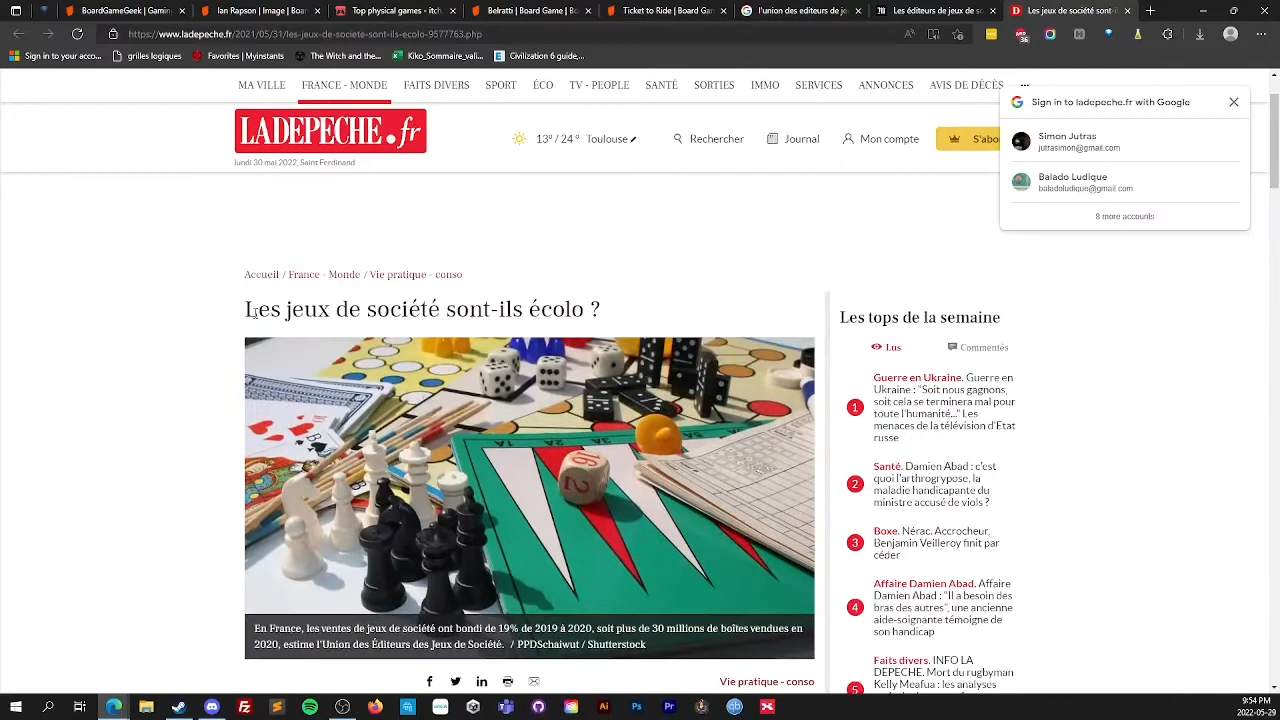 BoardGameGeek | Gaming
Ian Rapson | Image | Boa
Top physical games - itch.
Belratti | Board Game | Bo
Ticket to Ride | Board Gam
l'union des éditeurs de je
Les éditeurs de jeux de so
Les jeux de société sont-il
https://www.ladepeche.fr/2021/05/31/les-jeux-de-societe-sont-ils-ecolo-9577763.php
Sign in to your acco...
grilles logiques
Favorites | Myinstants
The Witch and the...
Kiko_Sommaire_vali...
Civilization 6 guide,...
MA VILLE
FRANCE - MONDE
FAITS DIVERS
SPORT
ÉCO
TV - PEOPLE
SANTÉ
SORTIES
IMMO
SERVICES
ANNONCES
AVIS DE DÉCÈS
...
LADEPECHE.fr
lundi 30 mai 2022, Saint Ferdinand
13° / 24° Toulouse
Rechercher
Journal
Mon compte
S'abo
Sign in to ladepeche.fr with Google
Simon Jutras
jutrasimon@gmail.com
Balado Ludique
baladoludique@gmail.com
8 more accounts
Accueil / France - Monde / Vie pratique - conso
Les jeux de société sont-ils écolo ?
1A 2A 3A
En France, les ventes de jeux de société ont bondi de 19% de 2019 à 2020, soit plus de 30 millions de boîtes vendues en
2020, estime l'Union des Éditeurs des Jeux de Société. / PPDSchaiwut / Shutterstock
Vie pratique - conso
Les tops de la semaine
Lus
Commentés
1
Guerre en Ukraine. Guerre en
Ukraine : "Soit nous gagnons,
soit cela se terminera mal pour
toute l'humanité..." Les
menaces de la télévision d'Etat
russe
2
Santé. Damien Abad : c'est
quoi l'arthrogrypose, la
maladie handicapante du
ministre accusé de viols ?
3
Boxe. Nérac. Accrocheur,
Benjamin Veilleroy finit par
céder
4
Affaire Damien Abad. Affaire
Damien Abad : "Il a besoin des
bras des autres", une ancienne
aide-soignante témoigne de
son handicap
5
Faits divers. INFO LA
DEPECHE. Mort du rugbyman
Kelly Meafua : les analyses
9:54 PM
2022-05-29